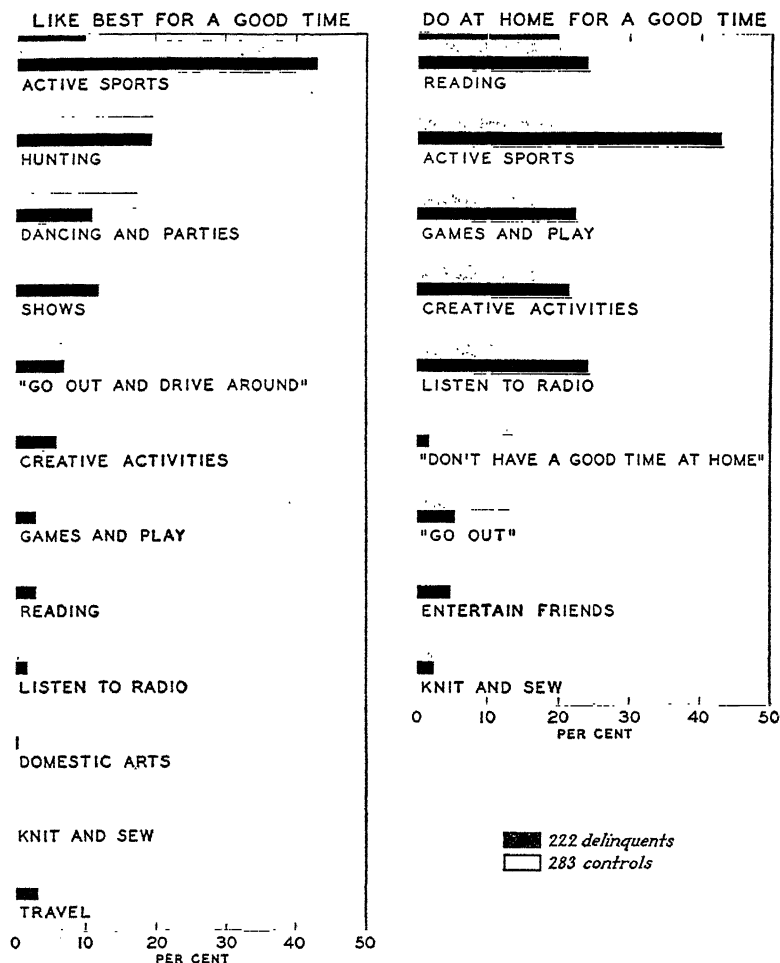 LIKE BEST FOR A GOOD TIME
ACTIVE SPORTS
HUNTING
DANCING AND PARTIES
SHOWS
"GO OUT AND DRIVE AROUND"
CREATIVE ACTIVITIES
GAMES AND PLAY
READING
LISTEN TO RADIO
DOMESTIC ARTS
KNIT AND SEW
TRAVEL
0 10 20 30 40 50
PER CENT
DO AT HOME FOR A GOOD TIME
READING
ACTIVE SPORTS
GAMES AND PLAY
CREATIVE ACTIVITIES
LISTEN TO RADIO
"DON'T HAVE A GOOD TIME AT HOME"
"GO OUT"
ENTERTAIN FRIENDS
KNIT AND SEW
0 10 20 30 40 50
PER CENT
222 delinquents
283 controls